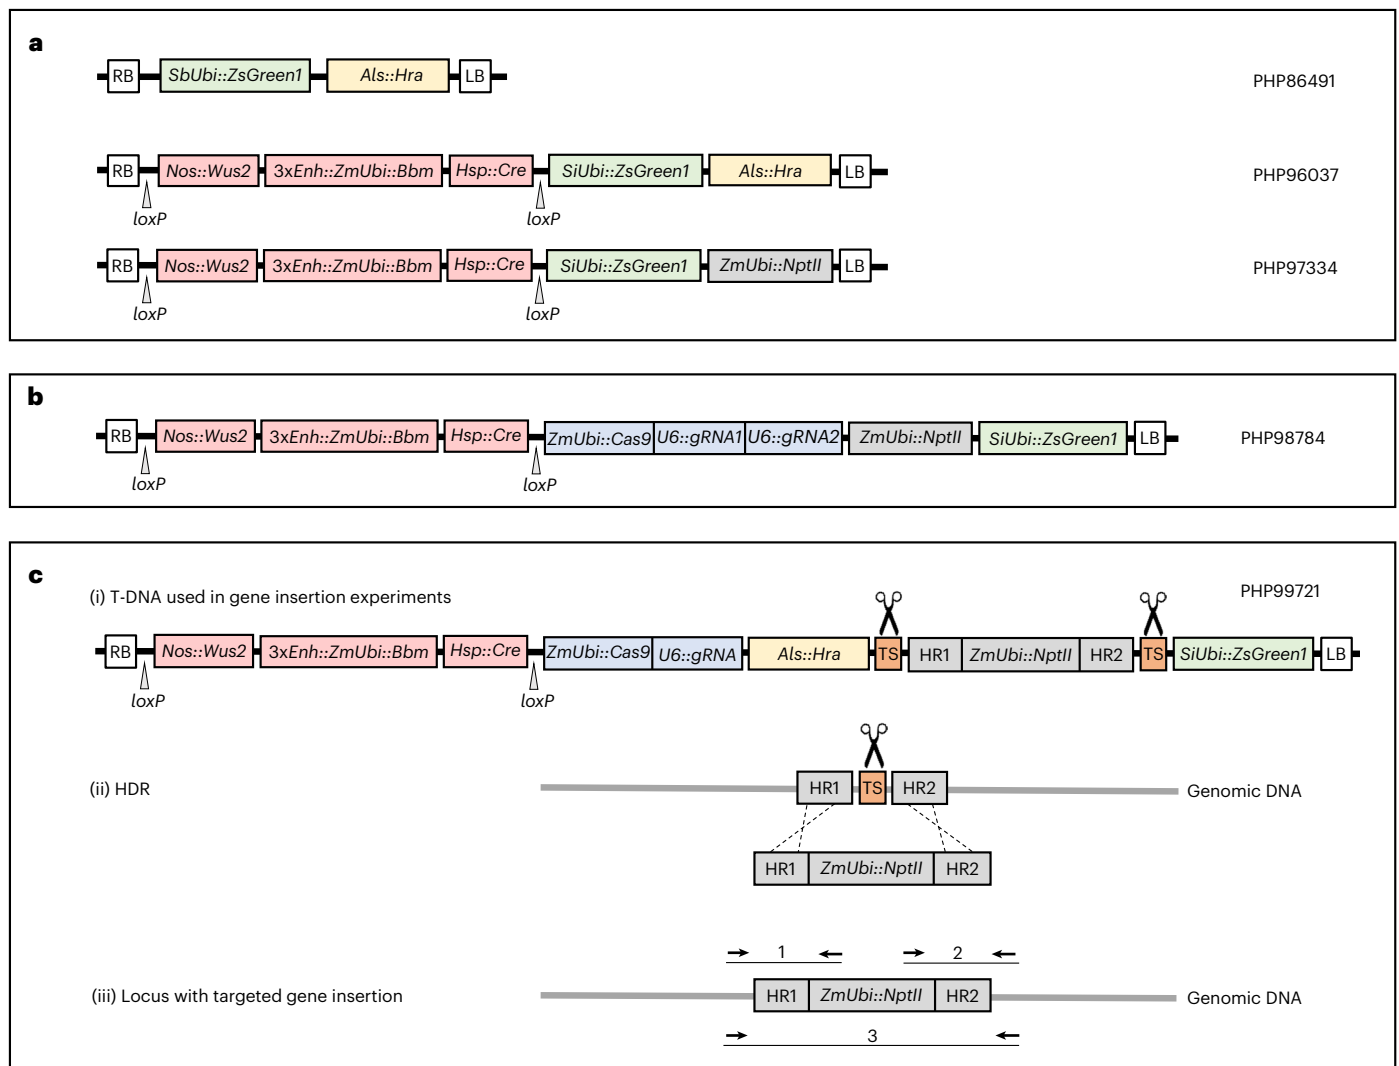 a
RB SbUbi::ZsGreen1 Als::Hra LB PHP86491
RB Nos::Wus2 3xEnh::ZmUbi::Bbm Hsp::Cre SiUbi::ZsGreen1 Als::Hra LB PHP96037
loxP loxP
RB Nos::Wus2 3xEnh::ZmUbi::Bbm Hsp::Cre SiUbi::ZsGreen1 ZmUbi::NptII LB PHP97334
loxP loxP
b
RB Nos::Wus2 3xEnh::ZmUbi::Bbm Hsp::Cre ZmUbi::Cas9 U6::gRNA1 U6::gRNA2 ZmUbi::NptII SiUbi::ZsGreen1 LB PHP98784
loxP loxP
c
(i) T-DNA used in gene insertion experiments PHP99721
RB Nos::Wus2 3xEnh::ZmUbi::Bbm Hsp::Cre ZmUbi::Cas9 U6::gRNA Als::Hra TS HR1 ZmUbi::NptII HR2 TS SiUbi::ZsGreen1 LB
loxP loxP
(ii) HDR HR1 TS HR2 Genomic DNA
HR1 ZmUbi::NptII HR2
1 2
(iii) Locus with targeted gene insertion HR1 ZmUbi::NptII HR2 Genomic DNA
3